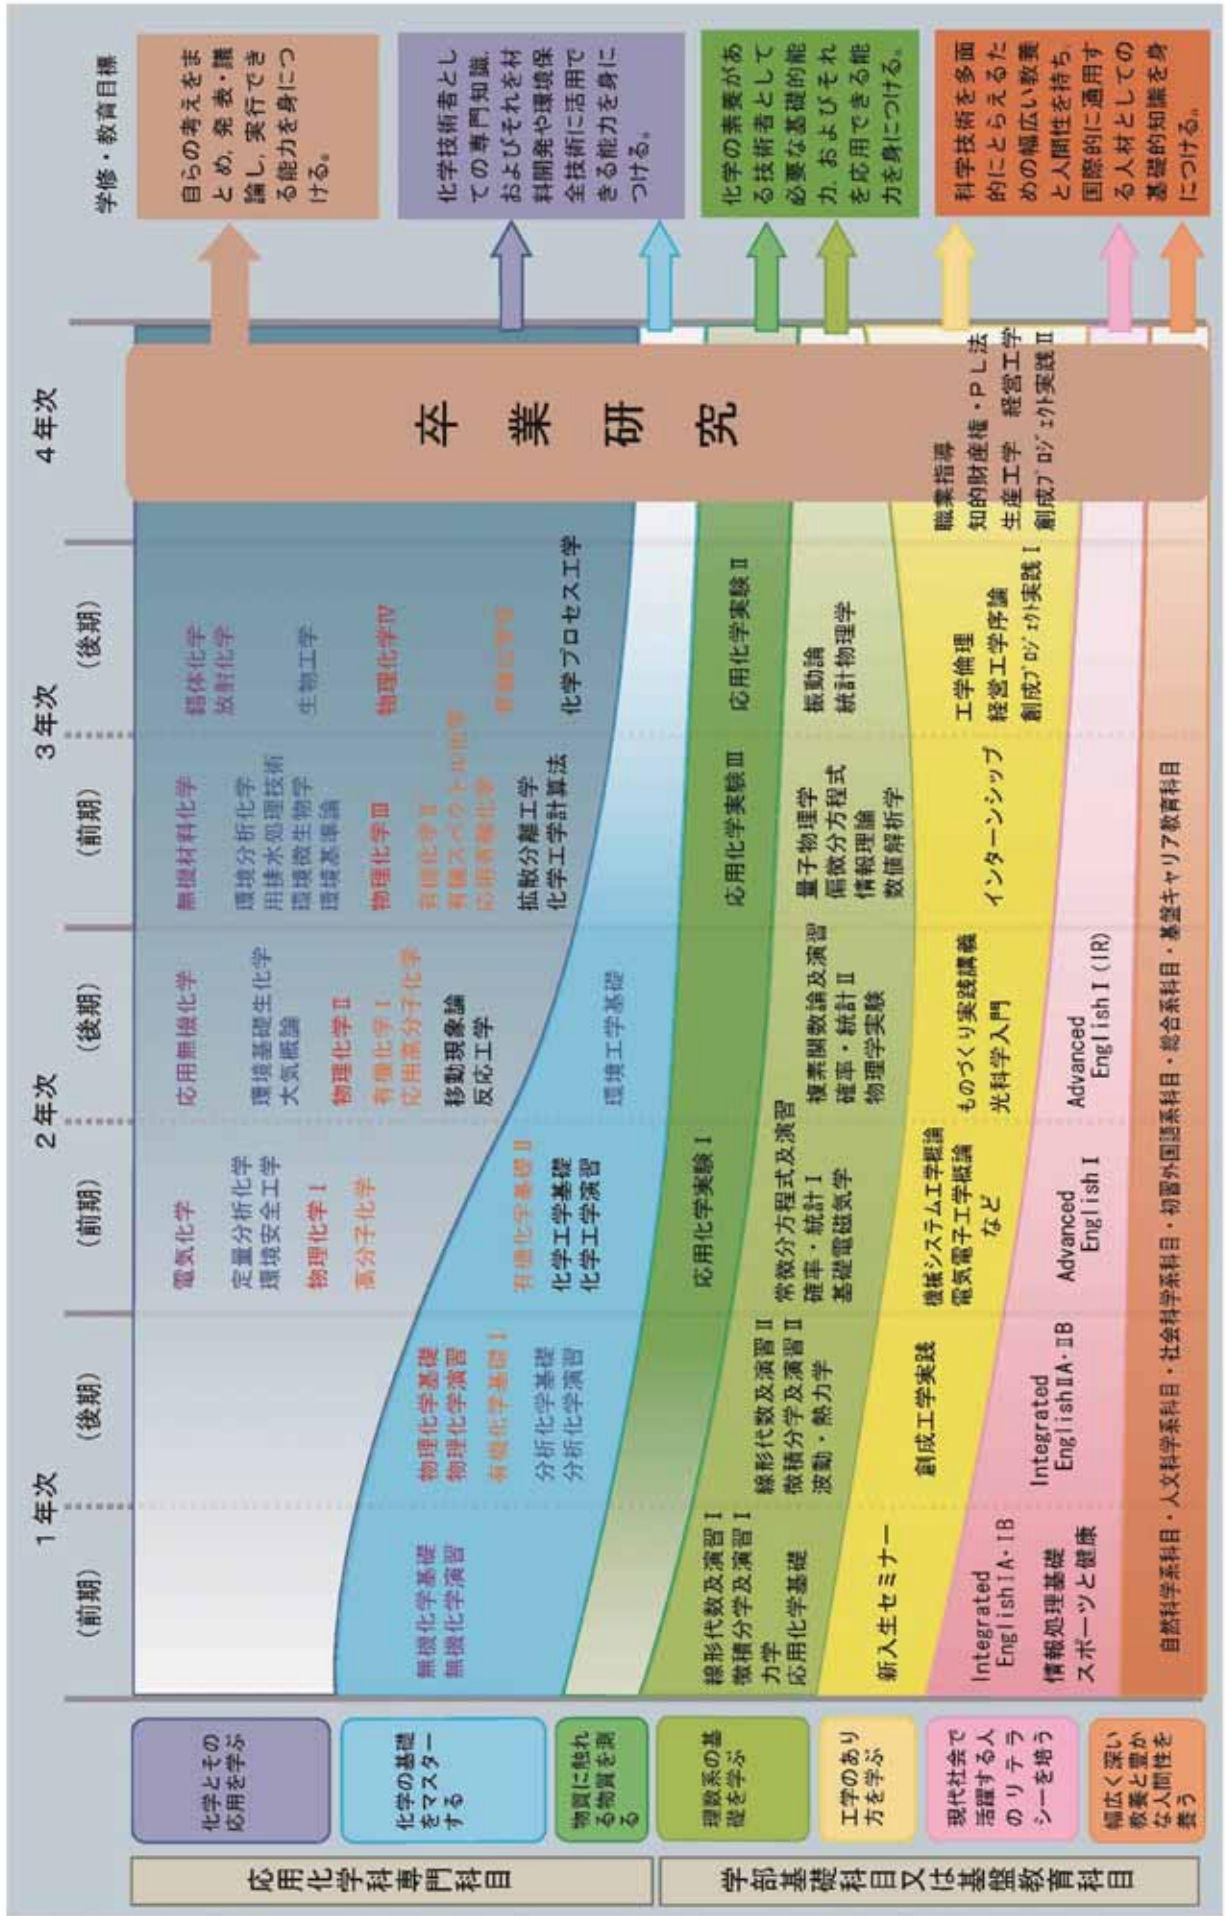 1年次
2年次
3年次
4年次
学修・教育目標
(前期)
(後期)
(前期)
(後期)
(前期)
(後期)
応用化学科専門科目
学部基礎科目又は基盤教育科目
化学とその
応用を学ぶ
電気化学
定量分析化学
環境安全工学
物理化学Ⅰ
高分子化学
応用無機化学
環境基礎生化学
大気概論
物理化学Ⅱ
有機化学Ⅰ
応用高分子化学
移動現象論
反応工学
無機材料化学
環境分析化学
用排水処理技術
環境微生物学
環境基準論
物理化学Ⅲ
有機化学Ⅱ
有機スペクトル化学
応用有機化学
拡散分離工学
化学工学計算法
錯体化学
放射化学
生物工学
物理化学Ⅳ
化学プロセス工学
化学の基礎
をマスター
する
無機化学基礎
無機化学演習
物理化学基礎
物理化学演習
有機化学基礎Ⅰ
分析化学基礎
分析化学演習
有機化学基礎Ⅱ
化学工学基礎
化学工学演習
環境工学基礎
物質に触れ
る物質を測
る
応用化学実験Ⅰ
応用化学実験Ⅲ
応用化学実験Ⅱ
理数系の基
礎を学ぶ
線形代数及演習Ⅰ
微積分学及演習Ⅰ
力学
応用化学基礎
線形代数及演習Ⅱ
微積分学及演習Ⅱ
波動・熱力学
常微分方程式及演習
確率・統計Ⅰ
基礎電磁気学
複素関数論及演習
確率・統計Ⅱ
物理学実験
量子物理学
偏微分方程式
情報理論
数値解析学
振動論
統計物理学
工学のあり
方を学ぶ
新入生セミナー
創成工学実践
機械システム工学概論
電気電子工学概論
など
ものづくり実践講義
光科学入門
インターンシップ
工学倫理
経営工学序論
創成プロジェクト実践Ⅰ
職業指導
知的財産権・PL法
生産工学 経営工学
創成プロジェクト実践Ⅱ
現代社会で
活躍する人
のリテラ
シーを培う
Integrated
EnglishⅠA・ⅠB
情報処理基礎
スポーツと健康
Integrated
EnglishⅡA・ⅡB
Advanced
EnglishⅠ
Advanced
EnglishⅠ(IR)
幅広く深い
教養と豊か
な人間性を
養う
自然科学系科目・人文科学系科目・社会科学系科目・初習外国語系科目・総合系科目・基盤キャリア教育科目
卒業研究
自らの考えをま
とめ,発表・議
論し,実行でき
る能力を身につ
ける。
化学技術者とし
ての専門知識,
およびそれを材
料開発や環境保
全技術に活用で
きる能力を身に
つける。
化学の素養があ
る技術者として
必要な基礎的能
力,およびそれ
を応用できる能
力を身につける。
科学技術を多面
的にとらえるた
めの幅広い教養
と人間性を持ち,
国際的に通用す
る人材としての
基礎的知識を身
につける。